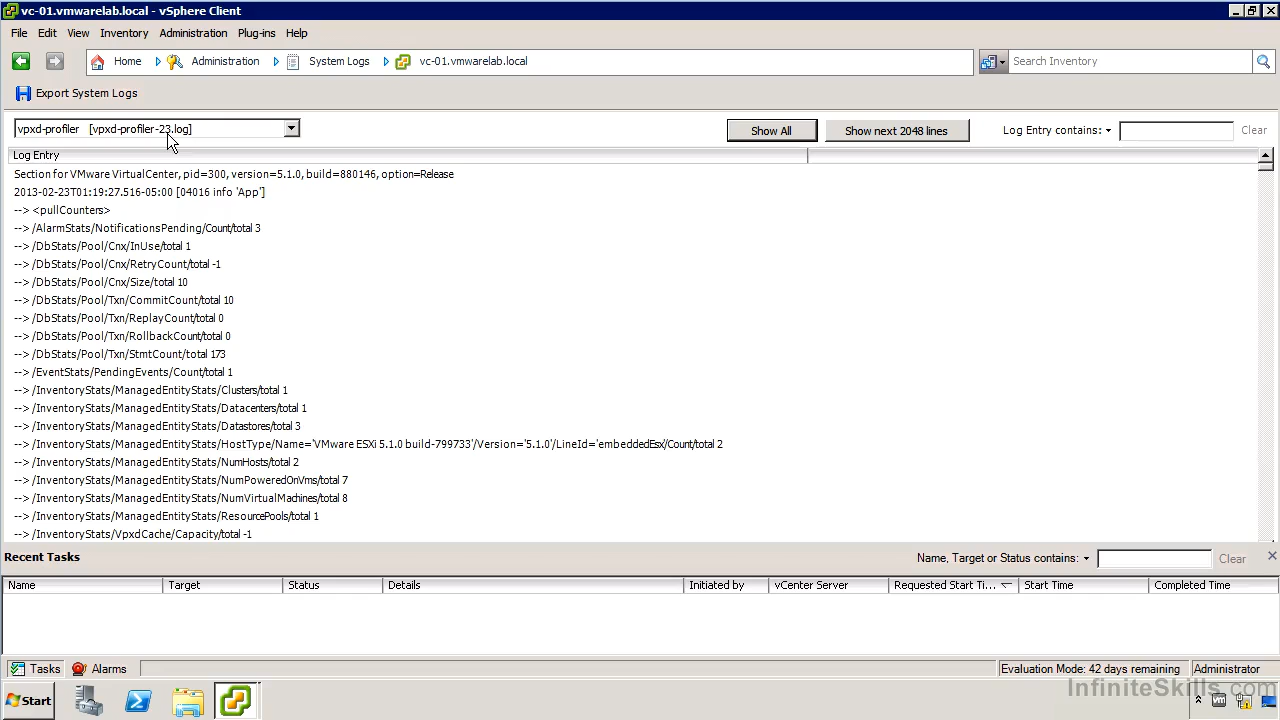 vc-01.vmwarelab.local - vSphere Client
File Edit View Inventory Administration Plug-ins Help
Home Administration System Logs vc-01.vmwarelab.local
Search Inventory
Export System Logs
vpxd-profiler [vpxd-profiler-23.log]
Show All Show next 2048 lines Log Entry contains: Clear
Log Entry
Section for VMware VirtualCenter, pid=300, version=5.1.0, build=880146, option=Release
2013-02-23T01:19:27.516-05:00 [04016 info 'App']
--> <pullCounters>
--> /AlarmStats/NotificationsPending/Count/total 3
--> /DbStats/Pool/Cnx/InUse/total 1
--> /DbStats/Pool/Cnx/RetryCount/total -1
--> /DbStats/Pool/Cnx/Size/total 10
--> /DbStats/Pool/Txn/CommitCount/total 10
--> /DbStats/Pool/Txn/ReplayCount/total 0
--> /DbStats/Pool/Txn/RollbackCount/total 0
--> /DbStats/Pool/Txn/StmtCount/total 173
--> /EventStats/PendingEvents/Count/total 1
--> /InventoryStats/ManagedEntityStats/Clusters/total 1
--> /InventoryStats/ManagedEntityStats/Datacenters/total 1
--> /InventoryStats/ManagedEntityStats/Datastores/total 3
--> /InventoryStats/ManagedEntityStats/HostType/Name='VMware ESXi 5.1.0 build-799733'/Version='5.1.0'/LineId='embeddedEsx'/Count/total 2
--> /InventoryStats/ManagedEntityStats/NumHosts/total 2
--> /InventoryStats/ManagedEntityStats/NumPoweredOnVms/total 7
--> /InventoryStats/ManagedEntityStats/NumVirtualMachines/total 8
--> /InventoryStats/ManagedEntityStats/ResourcePools/total 1
--> /InventoryStats/VpxdCache/Capacity/total -1
Recent Tasks
Name, Target or Status contains: Clear
Name Target Status Details Initiated by vCenter Server Requested Start Ti... Start Time Completed Time
Tasks Alarms
Evaluation Mode: 42 days remaining Administrator
InfiniteSkills.com
Start